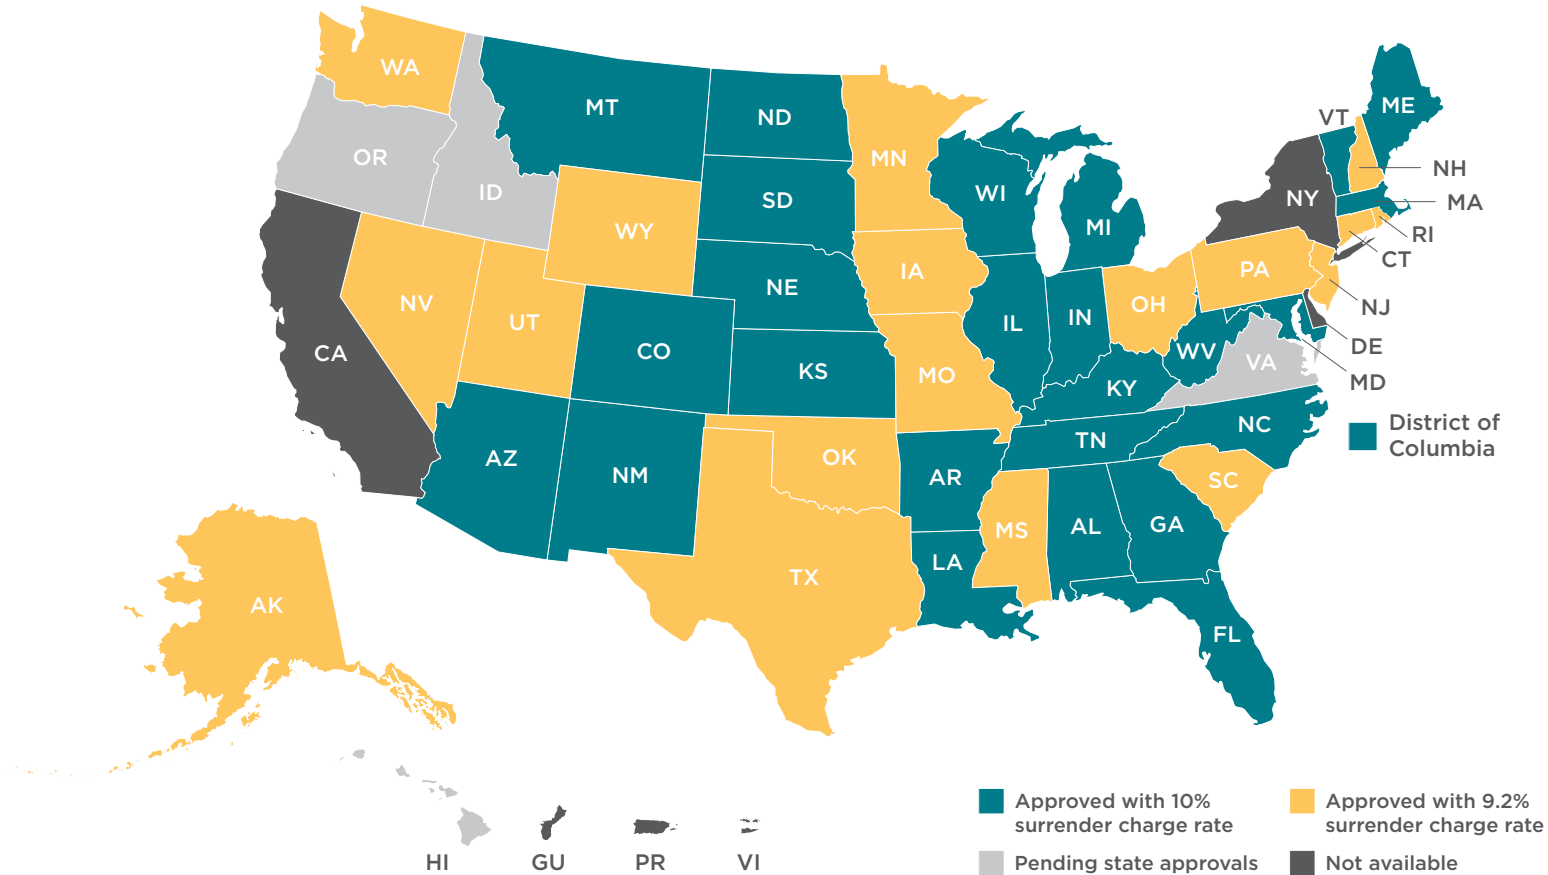 WA
MT
ND
MN
OR
ID
WY
SD
WI
MI
VT
ME
NH
NY
MA
RI
CT
NV
UT
NE
IA
PA
NJ
CA
CO
KS
MO
IL
IN
OH
WV
VA
DE
MD
KY
AZ
NM
OK
AR
TN
NC
District of
Columbia
SC
TX
LA
MS
AL
GA
FL
AK
HI
GU
PR
VI
Approved with 10%
surrender charge rate
Approved with 9.2%
surrender charge rate
Pending state approvals
Not available